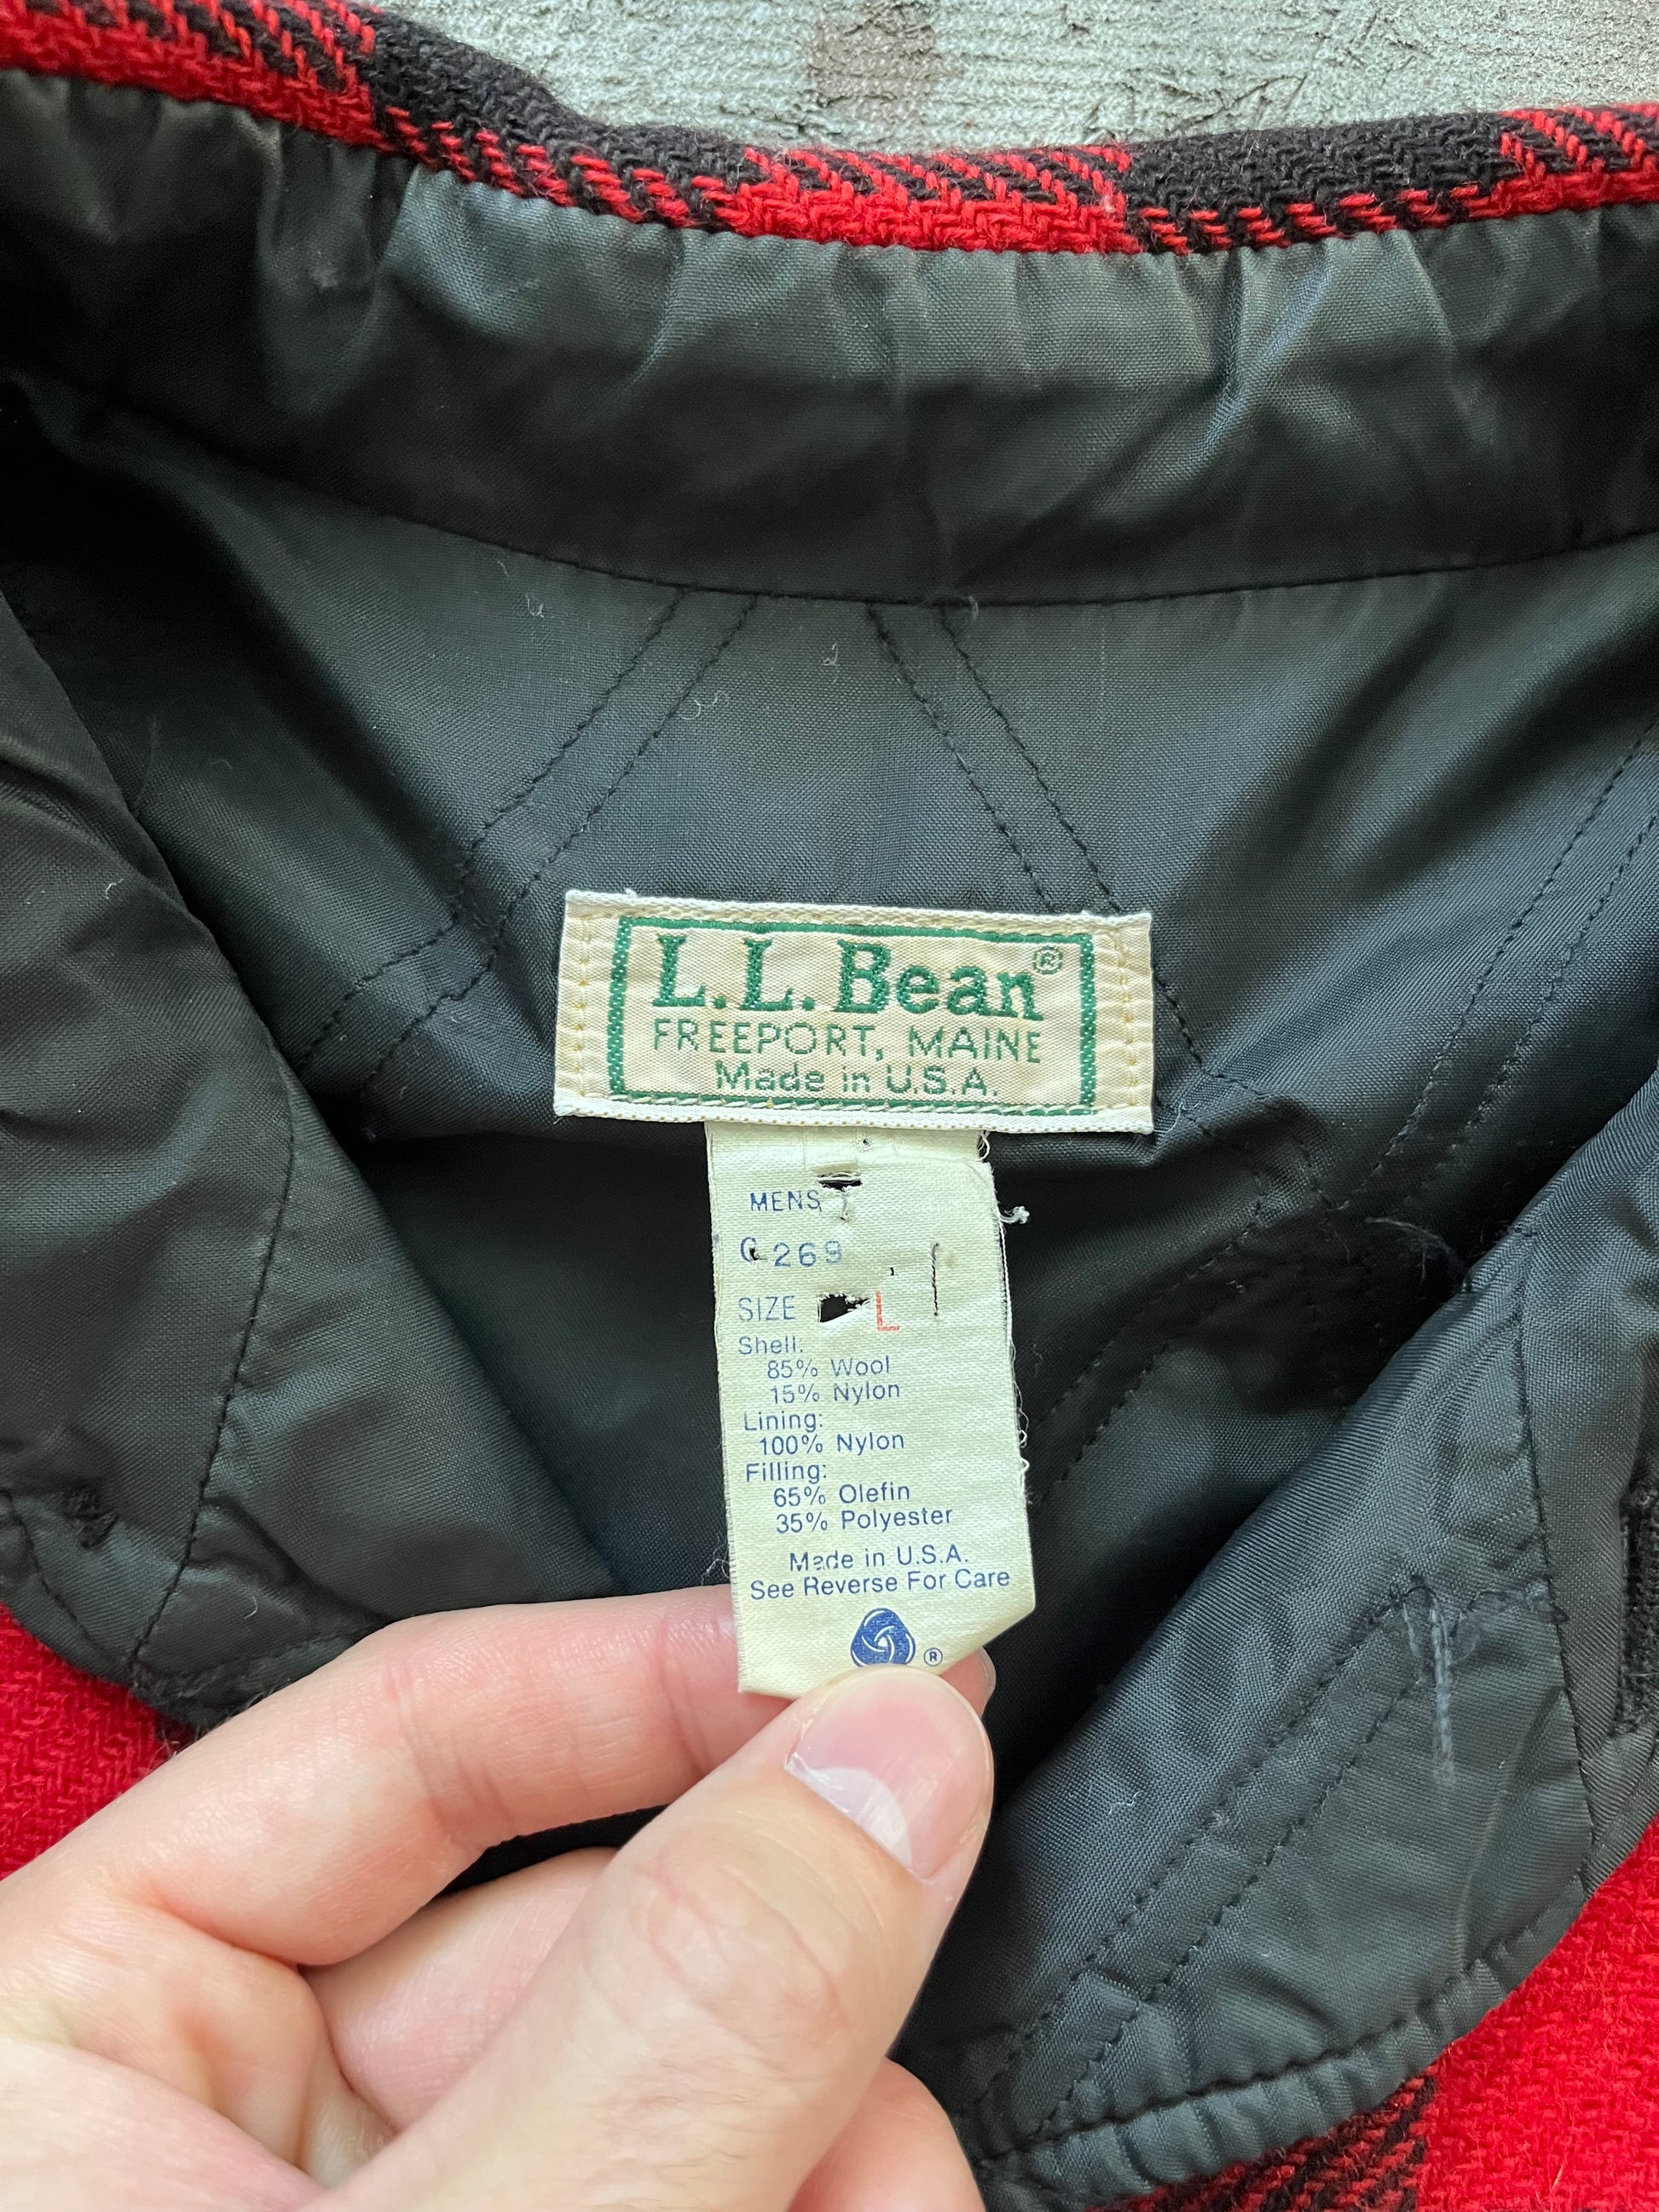 L.L.Bean®
FREEPORT, MAINE
Made in U.S.A.
MENS
C 269
SIZE L
Shell:
85% Wool
15% Nylon
Lining:
100% Nylon
Filling:
65% Olefin
35% Polyester
Made in U.S.A.
See Reverse For Care
®